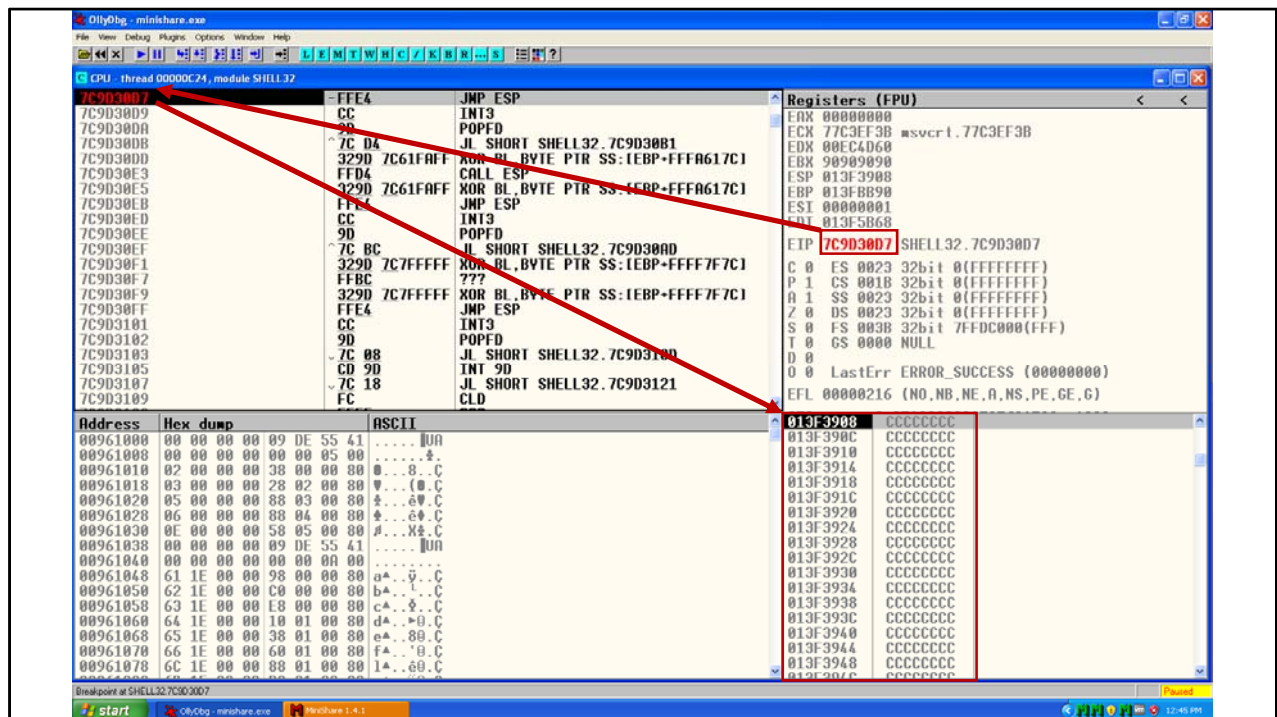 OllyDbg - minishare.exe
File View Debug Plugins Options Window Help
L E M T W H C / K B R ... S ?
CPU - thread 00000C24, module SHELL32
7C9D30D7 -FFE4 JMP ESP
7C9D30D9 CC INT3
7C9D30DA 9D POPFD
7C9D30DB ^ 7C D4 JL SHORT SHELL32.7C9D30B1
7C9D30DD 329D 7C61FAFF XOR BL,BYTE PTR SS:[EBP+FFFA617C]
7C9D30E3 FFD4 CALL ESP
7C9D30E5 329D 7C61FAFF XOR BL,BYTE PTR SS:[EBP+FFFA617C]
7C9D30EB FFE4 JMP ESP
7C9D30ED CC INT3
7C9D30EE 9D POPFD
7C9D30EF ^ 7C BC JL SHORT SHELL32.7C9D30AD
7C9D30F1 329D 7C7FFFFF XOR BL,BYTE PTR SS:[EBP+FFFF7F7C]
7C9D30F7 FFBC ???
7C9D30F9 329D 7C7FFFFF XOR BL,BYTE PTR SS:[EBP+FFFF7F7C]
7C9D30FF FFE4 JMP ESP
7C9D3101 CC INT3
7C9D3102 9D POPFD
7C9D3103 7C 08 JL SHORT SHELL32.7C9D310D
7C9D3105 CD 9D INT 9D
7C9D3107 7C 18 JL SHORT SHELL32.7C9D3121
7C9D3109 FC CLD
Registers (FPU) < <
EAX 00000000
ECX 77C3EF3B msvcrt.77C3EF3B
EDX 00EC4D60
EBX 90909090
ESP 013F3908
EBP 013FBB90
ESI 00000001
EDI 013F5B68
EIP 7C9D30D7 SHELL32.7C9D30D7
C 0 ES 0023 32bit 0(FFFFFFFF)
P 1 CS 001B 32bit 0(FFFFFFFF)
A 1 SS 0023 32bit 0(FFFFFFFF)
Z 0 DS 0023 32bit 0(FFFFFFFF)
S 0 FS 003B 32bit 7FFDC000(FFF)
T 0 GS 0000 NULL
D 0
O 0 LastErr ERROR_SUCCESS (00000000)
EFL 00000216 (NO,NB,NE,A,NS,PE,GE,G)
Address Hex dump ASCII
00961000 00 00 00 00 09 DE 55 41 .....▐UA
00961008 00 00 00 00 00 00 05 00 ......♣.
00961010 02 00 00 00 38 00 00 80 ☻...8..Ç
00961018 03 00 00 00 28 02 00 80 ♥...(☻.Ç
00961020 05 00 00 00 88 03 00 80 ♣...ê♥.Ç
00961028 06 00 00 00 88 04 00 80 ♠...ê♦.Ç
00961030 0E 00 00 00 58 05 00 80 ♫...X♣.Ç
00961038 00 00 00 00 09 DE 55 41 .....▐UA
00961040 00 00 00 00 00 00 0A 00 ........
00961048 61 1E 00 00 98 00 00 80 a▲..ÿ..Ç
00961050 62 1E 00 00 C0 00 00 80 b▲..└..Ç
00961058 63 1E 00 00 E8 00 00 80 c▲..Φ..Ç
00961060 64 1E 00 00 10 01 00 80 d▲..►☺.Ç
00961068 65 1E 00 00 38 01 00 80 e▲..8☺.Ç
00961070 66 1E 00 00 60 01 00 80 f▲..`☺.Ç
00961078 6C 1E 00 00 88 01 00 80 l▲..ê☺.Ç
013F3908 CCCCCCCC
013F390C CCCCCCCC
013F3910 CCCCCCCC
013F3914 CCCCCCCC
013F3918 CCCCCCCC
013F391C CCCCCCCC
013F3920 CCCCCCCC
013F3924 CCCCCCCC
013F3928 CCCCCCCC
013F392C CCCCCCCC
013F3930 CCCCCCCC
013F3934 CCCCCCCC
013F3938 CCCCCCCC
013F393C CCCCCCCC
013F3940 CCCCCCCC
013F3944 CCCCCCCC
013F3948 CCCCCCCC
013F394C CCCCCCCC
Breakpoint at SHELL32.7C9D30D7 Paused
start OllyDbg - minishare.exe MiniShare 1.4.1 12:45 PM